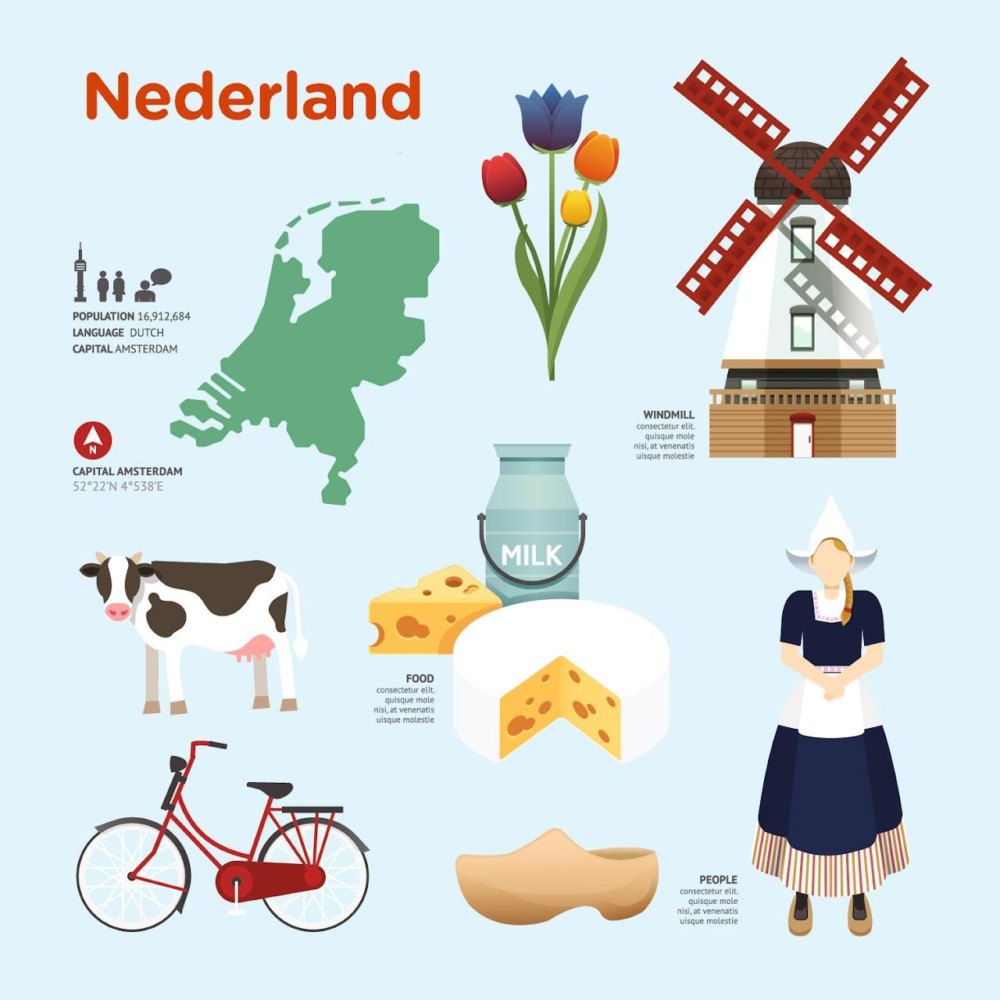 Nederland
POPULATION 16,912,684
LANGUAGE DUTCH
CAPITAL AMSTERDAM
N
CAPITAL AMSTERDAM
52°22'N 4°538'E
WINDMILL
consectetur elit.
quisque mole
nisi, at venenatis
uisque molestie
MILK
FOOD
consectetur elit.
quisque mole
nisi, at venenatis
uisque molestie
PEOPLE
consectetur elit.
quisque mole
nisi, at venenatis
uisque molestie